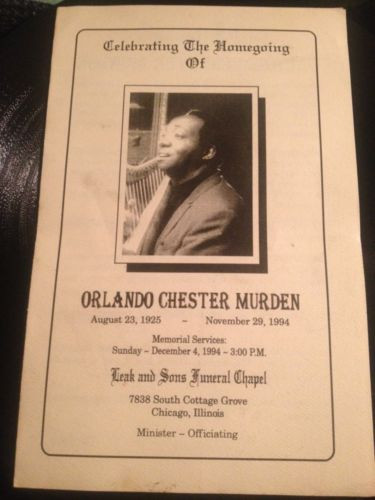 Celebrating The Homegoing
Of
ORLANDO CHESTER MURDEN
August 23, 1925 – November 29, 1994
Memorial Services:
Sunday – December 4, 1994 – 3:00 P.M.
Leak and Sons Funeral Chapel
7838 South Cottage Grove
Chicago, Illinois
Minister – Officiating